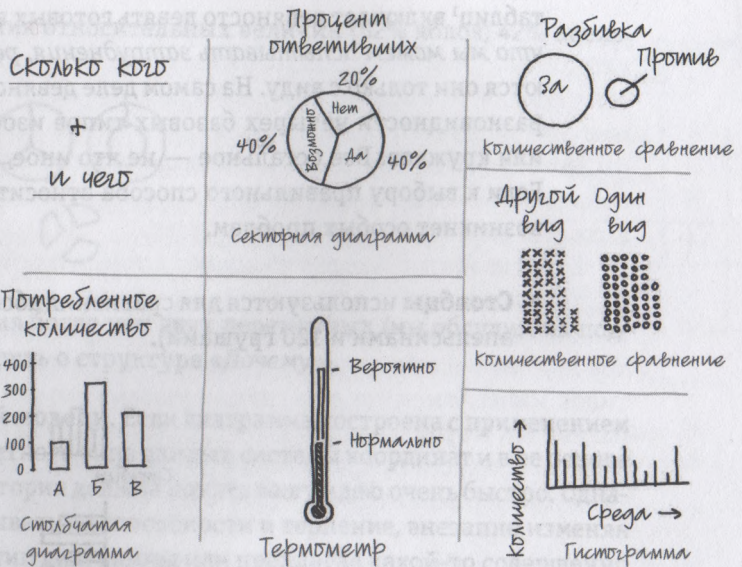 сколько кого
+
и чего
Процент
ответивших
20%
Нет
Возможно
Да
40%
40%
Секторная диаграмма
Разбивка
Против
За
Количественное сравнение
Другой вид
Один вид
Количественное сравнение
Потребленное
количество
400
300
200
100
0
А Б В
Столбчатая
диаграмма
Вероятно
Нормально
Термометр
Количество →
Среда →
Гистограмма